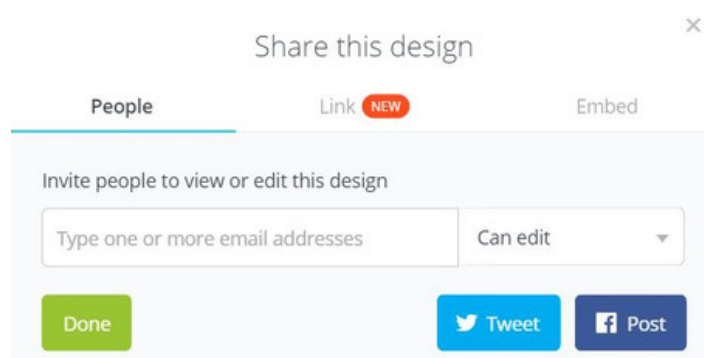 Share this design
People Link NEW Embed
Invite people to view or edit this design
Type one or more email addresses Can edit
Done Tweet Post